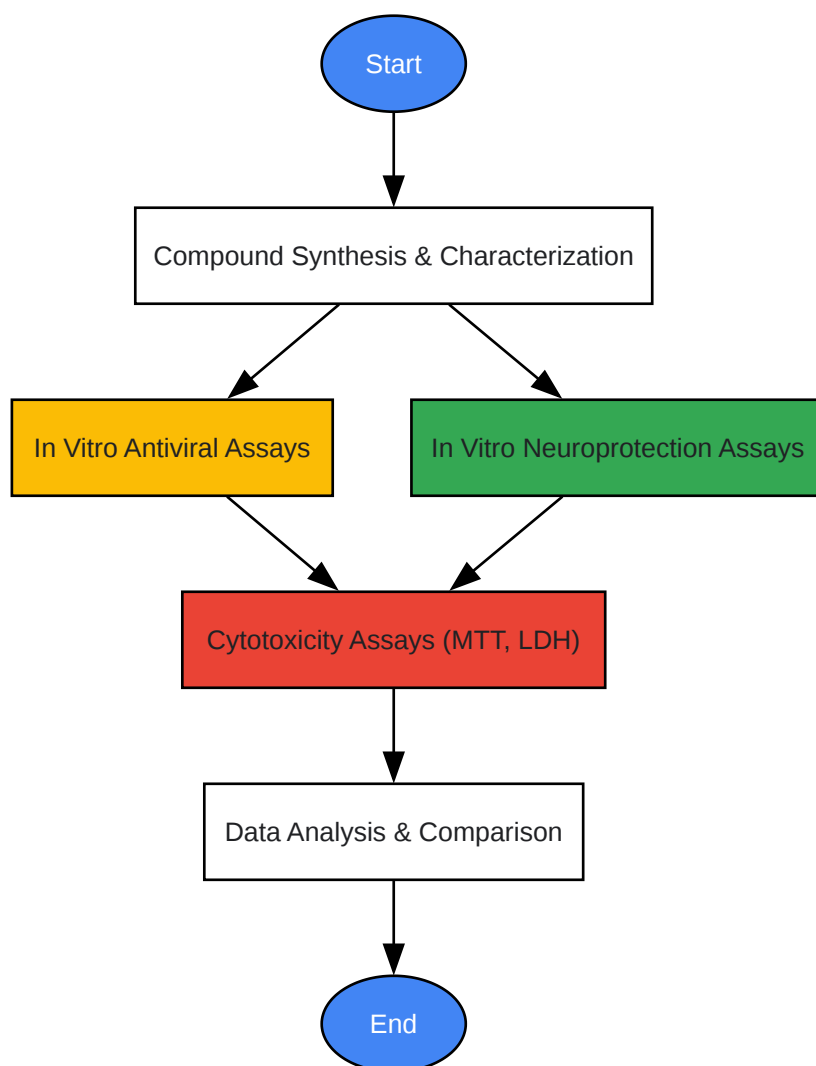 Start
Compound Synthesis & Characterization
In Vitro Antiviral Assays
In Vitro Neuroprotection Assays
Cytotoxicity Assays (MTT, LDH)
Data Analysis & Comparison
End